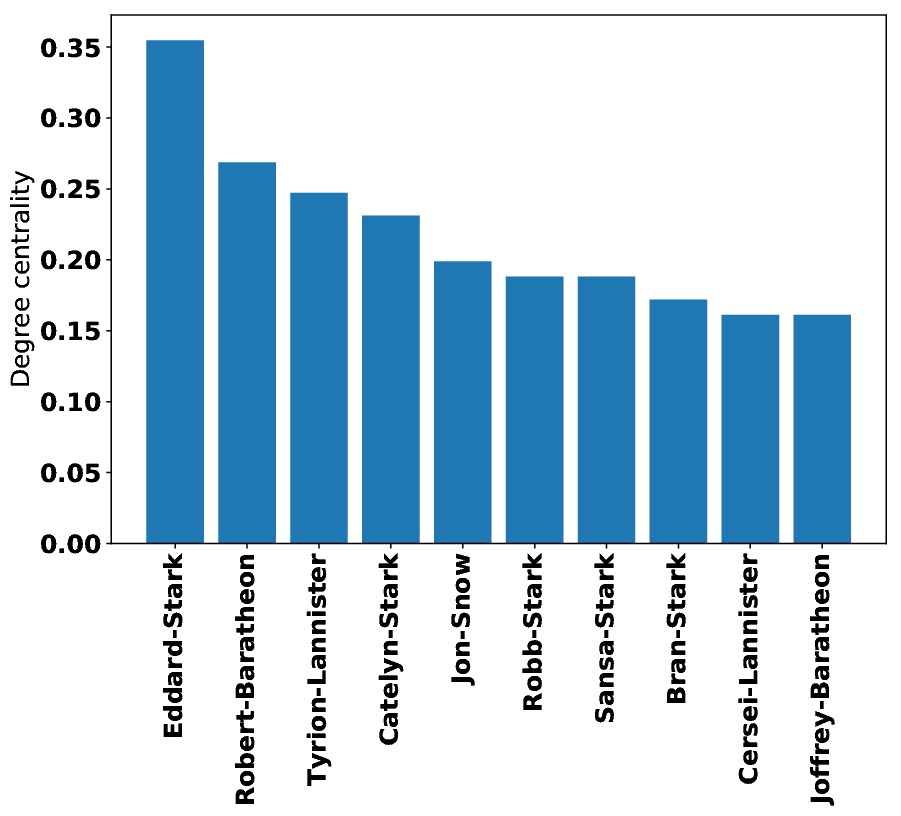 Degree centrality
0.35
0.30
0.25
0.20
0.15
0.10
0.05
0.00
Eddard-Stark
Robert-Baratheon
Tyrion-Lannister
Catelyn-Stark
Jon-Snow
Robb-Stark
Sansa-Stark
Bran-Stark
Cersei-Lannister
Joffrey-Baratheon